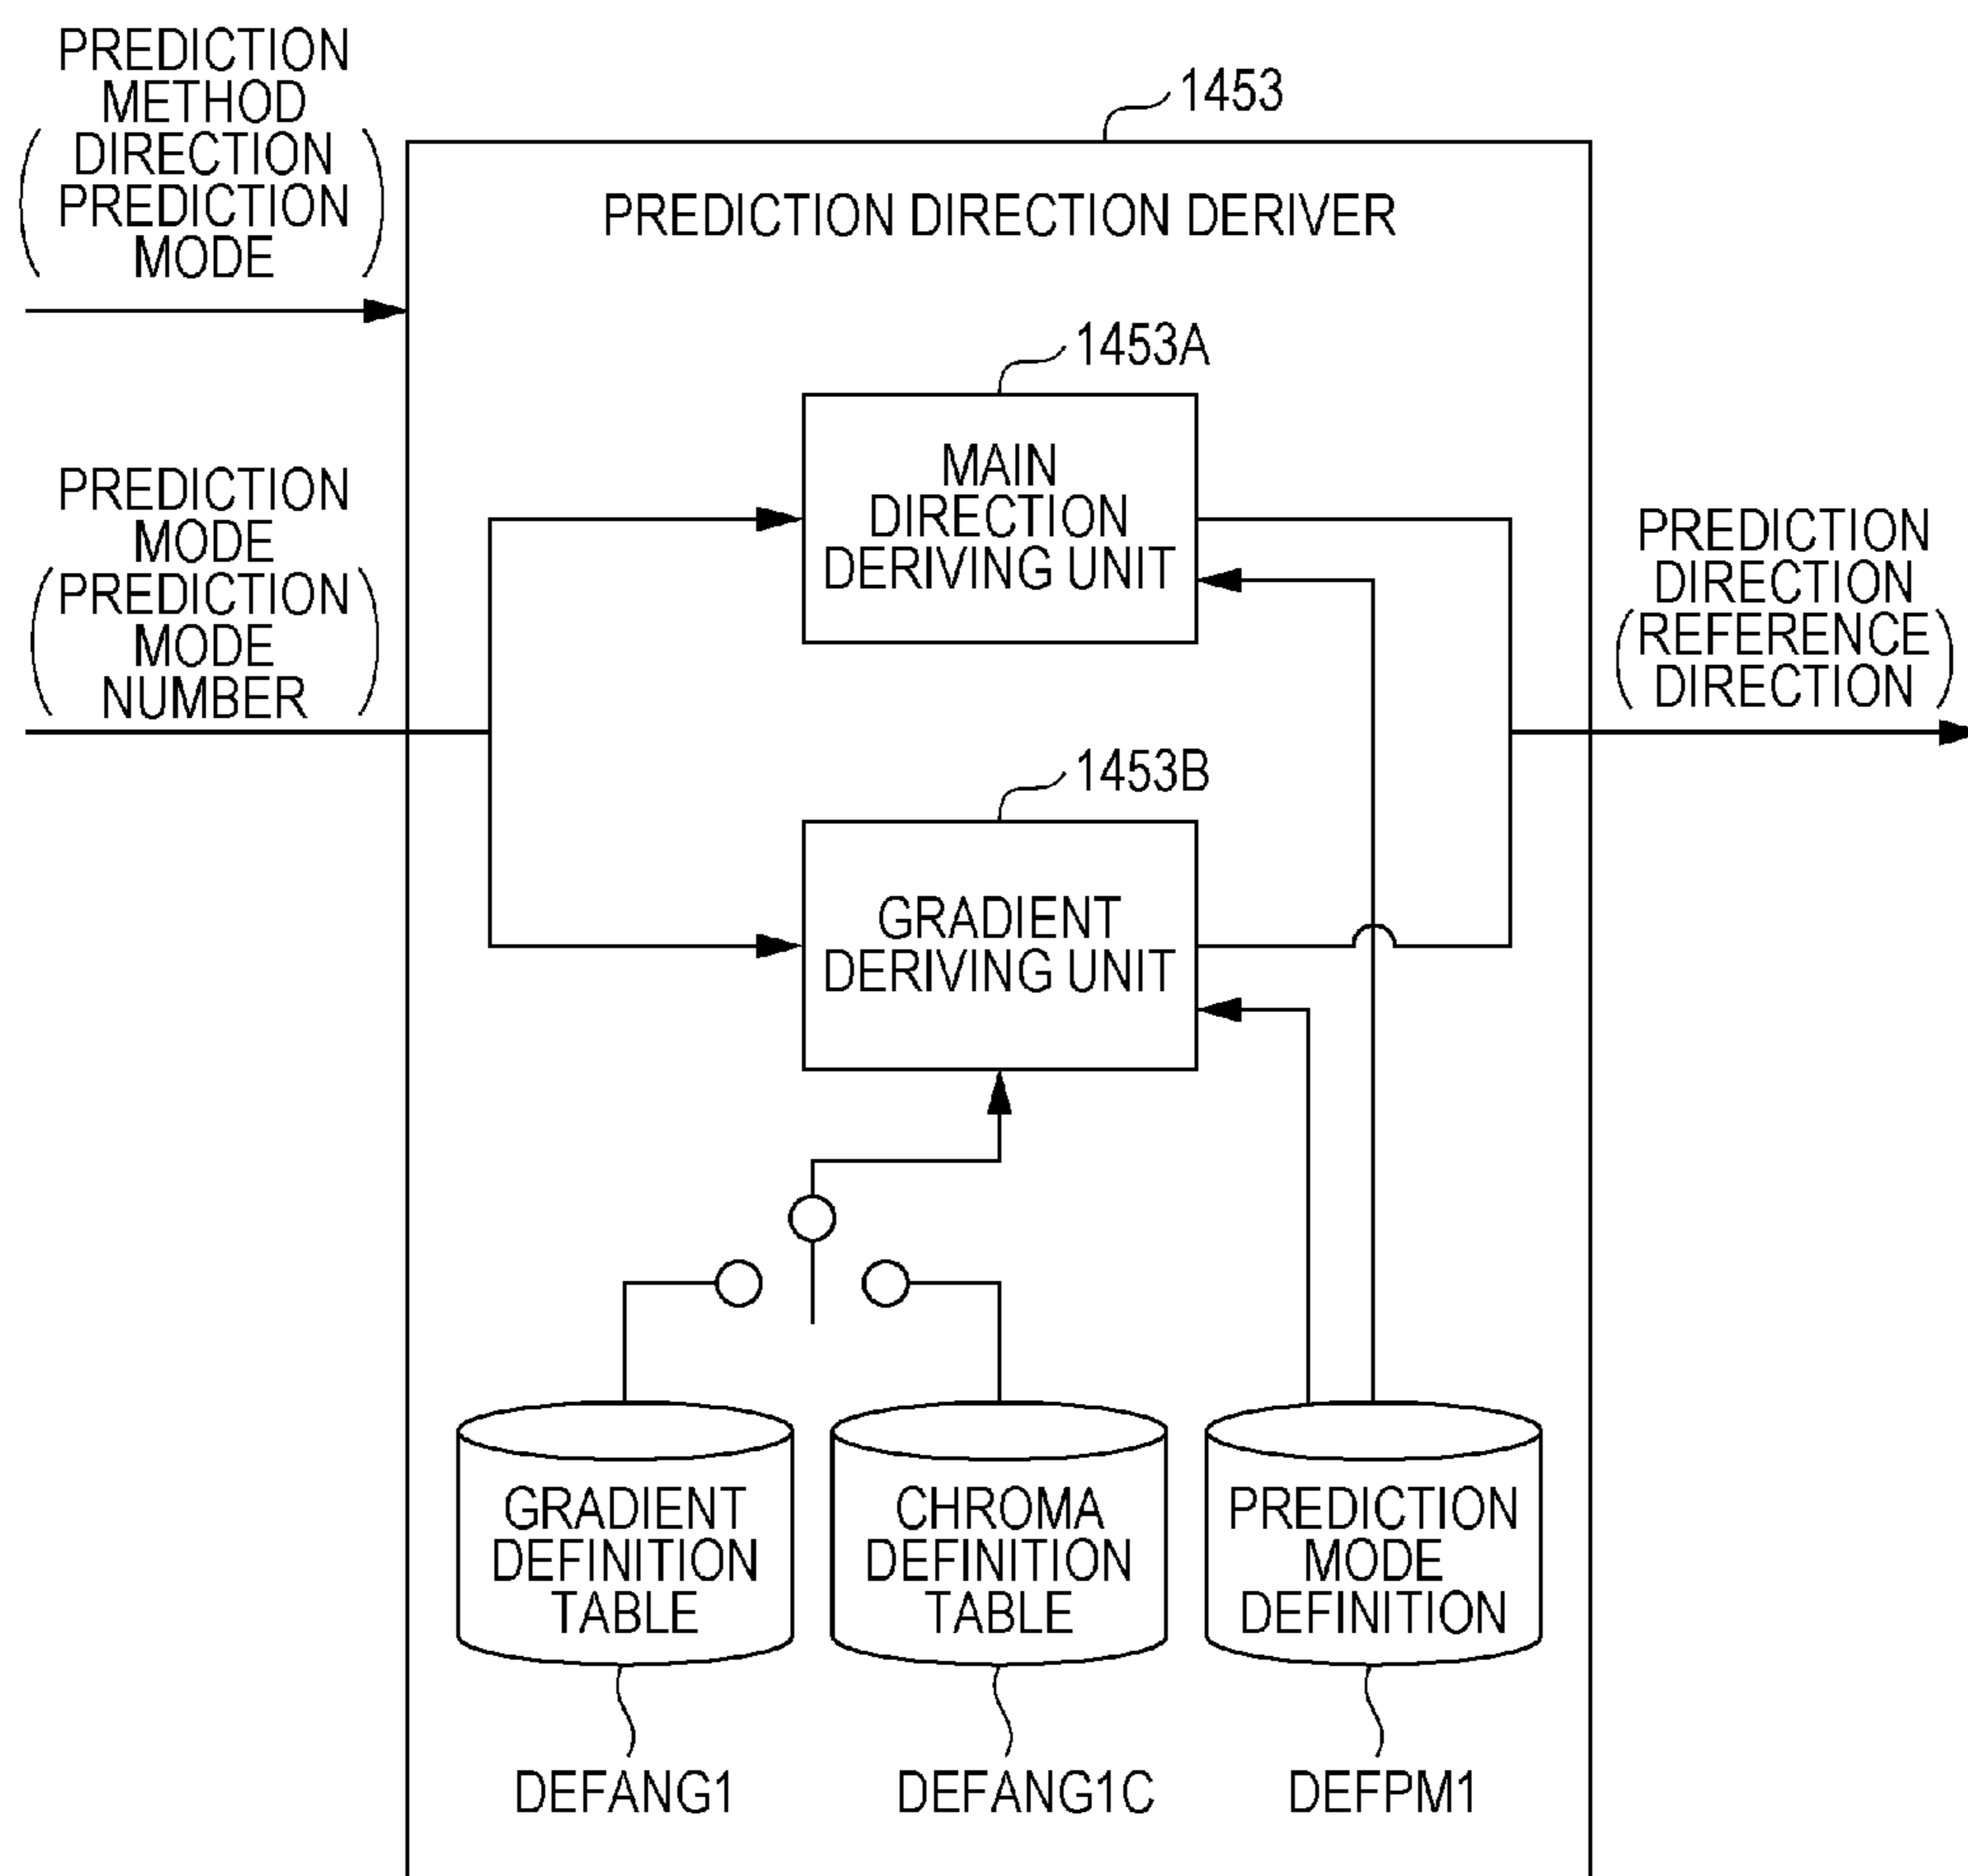 PREDICTION
METHOD
DIRECTION
PREDICTION
MODE
1453
PREDICTION DIRECTION DERIVER
1453A
MAIN
DIRECTION
DERIVING UNIT
PREDICTION
MODE
PREDICTION
MODE
NUMBER
PREDICTION
DIRECTION
REFERENCE
DIRECTION
1453B
GRADIENT
DERIVING UNIT
GRADIENT
DEFINITION
TABLE
CHROMA
DEFINITION
TABLE
PREDICTION
MODE
DEFINITION
DEFANG1
DEFANG1C
DEFPM1